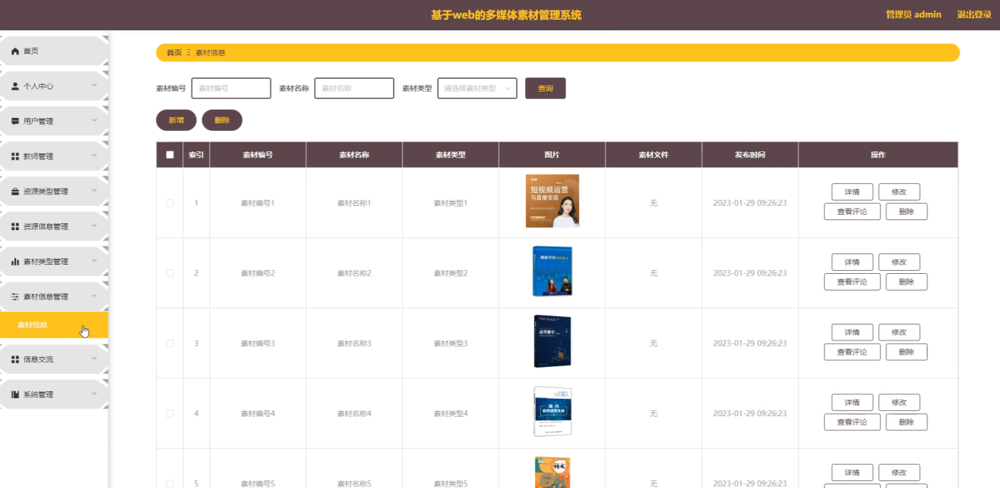 基于web的多媒体素材管理系统
管理员 admin
退出登录
首页
个人中心
用户管理
教师管理
资源类型管理
资源信息管理
素材类型管理
素材信息管理
素材信息
信息交流
系统管理
首页 素材信息
素材编号 素材编号 素材名称 素材名称 素材类型 请选择素材类型 查询
新增 删除
索引 素材编号 素材名称 素材类型 图片 素材文件 发布时间 操作
短视频运营
与直播变现
1 素材编号1 素材名称1 素材类型1 无 2023-01-29 09:26:23 详情 修改
查看评论 删除
2 素材编号2 素材名称2 素材类型2 无 2023-01-29 09:26:23 详情 修改
查看评论 删除
高等数学
3 素材编号3 素材名称3 素材类型3 无 2023-01-29 09:26:23 详情 修改
查看评论 删除
现代
4 素材编号4 素材名称4 素材类型4 无 2023-01-29 09:26:23 详情 修改
查看评论 删除
语文
5 素材编号5 素材名称5 素材类型5 无 2023-01-29 09:26:23 详情 修改